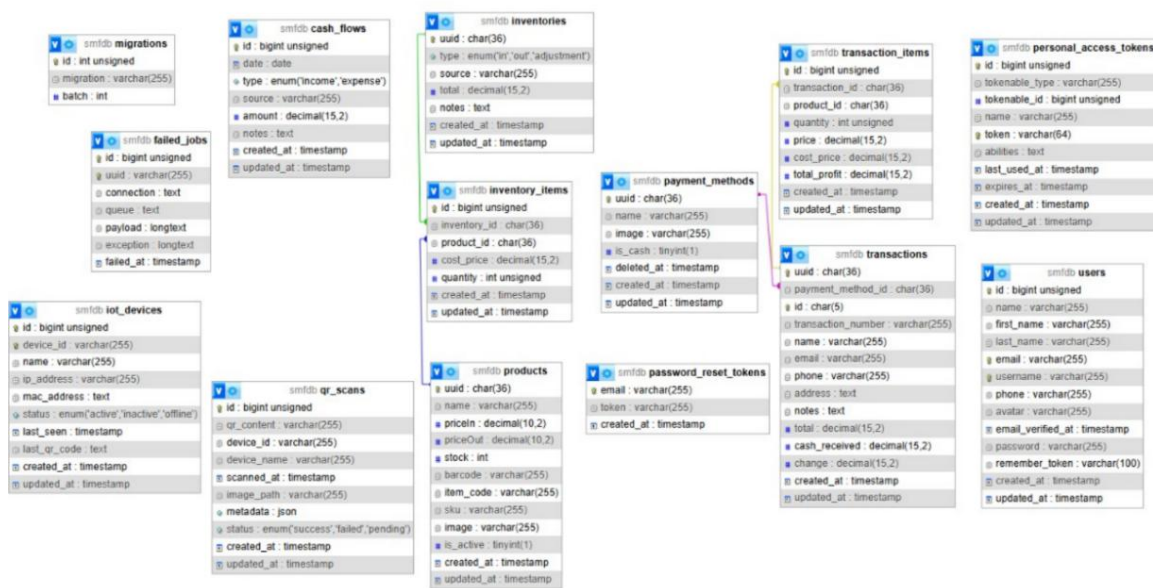 smfdb migrations
id : int unsigned
migration : varchar(255)
batch : int
smfdb failed_jobs
id : bigint unsigned
uuid : varchar(255)
connection : text
queue : text
payload : longtext
exception : longtext
failed_at : timestamp
smfdb iot_devices
id : bigint unsigned
device_id : varchar(255)
name : varchar(255)
ip_address : varchar(255)
mac_address : text
status : enum('active','inactive','offline')
last_seen : timestamp
last_qr_code : text
created_at : timestamp
updated_at : timestamp
smfdb cash_flows
id : bigint unsigned
date : date
type : enum('income','expense')
source : varchar(255)
amount : decimal(15,2)
notes : text
created_at : timestamp
updated_at : timestamp
smfdb qr_scans
id : bigint unsigned
qr_content : varchar(255)
device_id : varchar(255)
device_name : varchar(255)
scanned_at : timestamp
image_path : varchar(255)
metadata : json
status : enum('success','failed','pending')
created_at : timestamp
updated_at : timestamp
smfdb inventories
uuid : char(36)
type : enum('in','out','adjustment')
source : varchar(255)
total : decimal(15,2)
notes : text
created_at : timestamp
updated_at : timestamp
smfdb inventory_items
id : bigint unsigned
inventory_id : char(36)
product_id : char(36)
cost_price : decimal(15,2)
quantity : int unsigned
created_at : timestamp
updated_at : timestamp
smfdb products
uuid : char(36)
name : varchar(255)
priceIn : decimal(10,2)
priceOut : decimal(10,2)
stock : int
barcode : varchar(255)
item_code : varchar(255)
sku : varchar(255)
image : varchar(255)
is_active : tinyint(1)
created_at : timestamp
updated_at : timestamp
smfdb payment_methods
uuid : char(36)
name : varchar(255)
image : varchar(255)
is_cash : tinyint(1)
deleted_at : timestamp
created_at : timestamp
updated_at : timestamp
smfdb password_reset_tokens
email : varchar(255)
token : varchar(255)
created_at : timestamp
smfdb transaction_items
id : bigint unsigned
transaction_id : char(36)
product_id : char(36)
quantity : int unsigned
price : decimal(15,2)
cost_price : decimal(15,2)
total_profit : decimal(15,2)
created_at : timestamp
updated_at : timestamp
smfdb transactions
uuid : char(36)
payment_method_id : char(36)
id : char(5)
transaction_number : varchar(255)
name : varchar(255)
email : varchar(255)
phone : varchar(255)
address : text
notes : text
total : decimal(15,2)
cash_received : decimal(15,2)
change : decimal(15,2)
created_at : timestamp
updated_at : timestamp
smfdb personal_access_tokens
id : bigint unsigned
tokenable_type : varchar(255)
tokenable_id : bigint unsigned
name : varchar(255)
token : varchar(64)
abilities : text
last_used_at : timestamp
expires_at : timestamp
created_at : timestamp
updated_at : timestamp
smfdb users
id : bigint unsigned
name : varchar(255)
first_name : varchar(255)
last_name : varchar(255)
email : varchar(255)
username : varchar(255)
phone : varchar(255)
avatar : varchar(255)
email_verified_at : timestamp
password : varchar(255)
remember_token : varchar(100)
created_at : timestamp
updated_at : timestamp